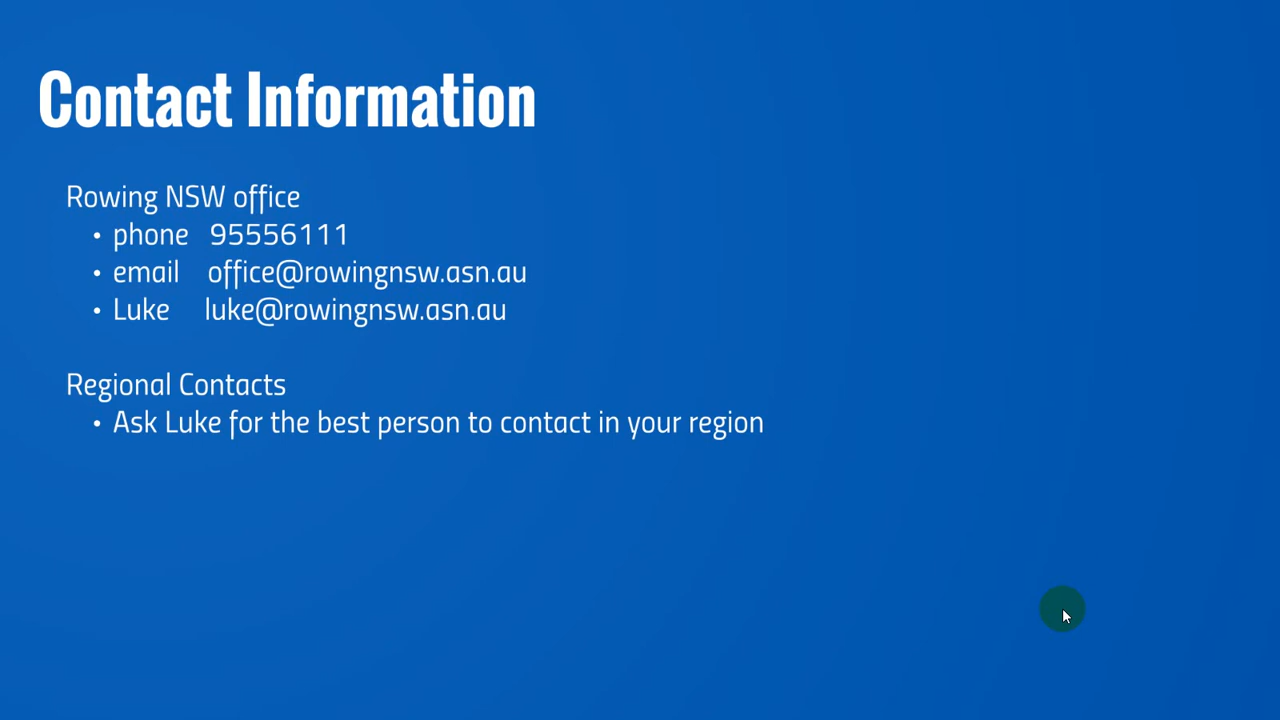 Contact Information
Rowing NSW office
• phone 95556111
• email office@rowingnsw.asn.au
• Luke luke@rowingnsw.asn.au
Regional Contacts
• Ask Luke for the best person to contact in your region